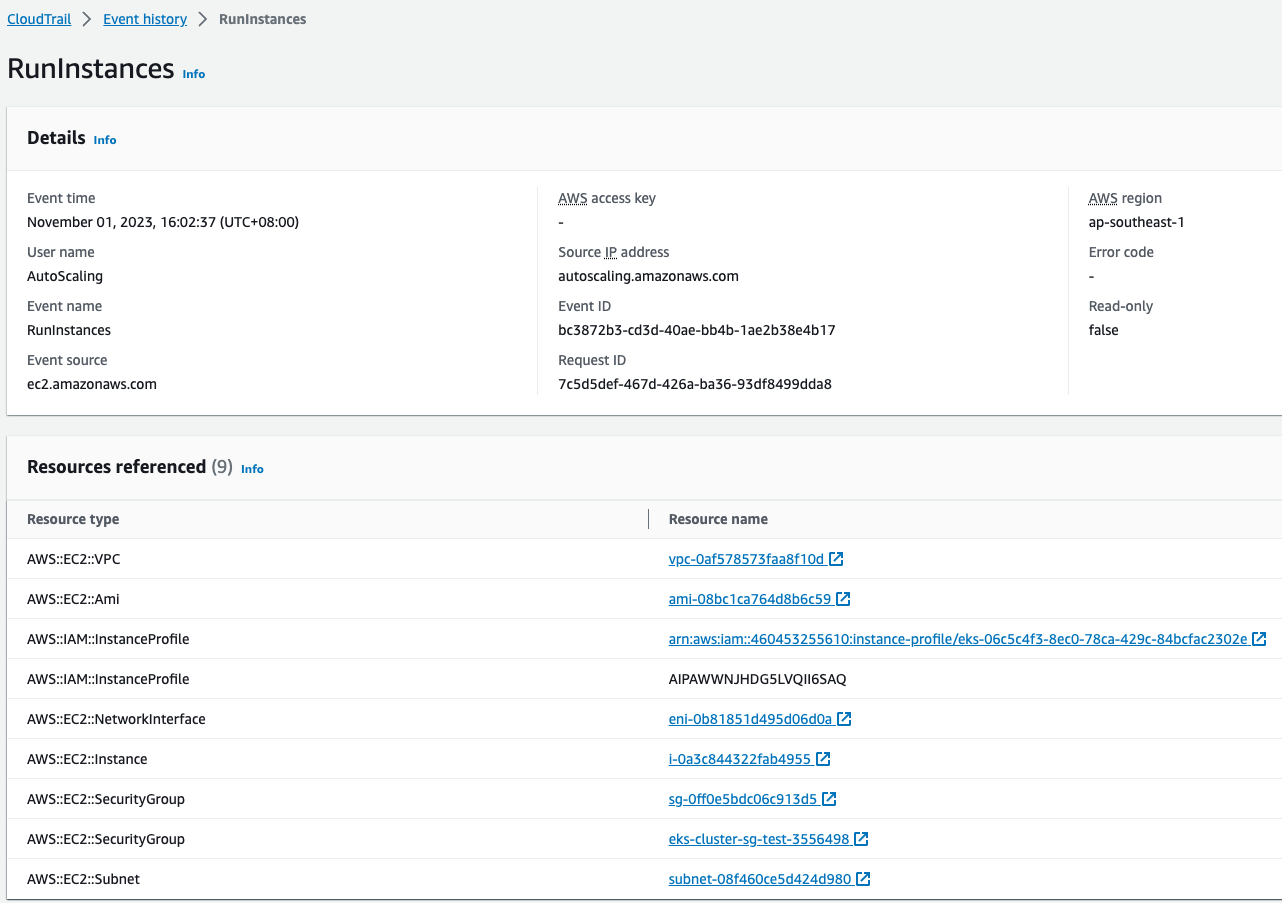 CloudTrail > Event history > RunInstances
RunInstances Info
Details Info
Event time
November 01, 2023, 16:02:37 (UTC+08:00)
User name
AutoScaling
Event name
RunInstances
Event source
ec2.amazonaws.com
AWS access key
-
Source IP address
autoscaling.amazonaws.com
Event ID
bc3872b3-cd3d-40ae-bb4b-1ae2b38e4b17
Request ID
7c5d5def-467d-426a-ba36-93df8499dda8
AWS region
ap-southeast-1
Error code
-
Read-only
false
Resources referenced (9) Info
Resource type Resource name
AWS::EC2::VPC vpc-0af578573faa8f10d
AWS::EC2::Ami ami-08bc1ca764d8b6c59
AWS::IAM::InstanceProfile arn:aws:iam::460453255610:instance-profile/eks-06c5c4f3-8ec0-78ca-429c-84bcfac2302e
AWS::IAM::InstanceProfile AIPAWWNJHDG5LVQII6SAQ
AWS::EC2::NetworkInterface eni-0b81851d495d06d0a
AWS::EC2::Instance i-0a3c844322fab4955
AWS::EC2::SecurityGroup sg-0ff0e5bdc06c913d5
AWS::EC2::SecurityGroup eks-cluster-sg-test-3556498
AWS::EC2::Subnet subnet-08f460ce5d424d980